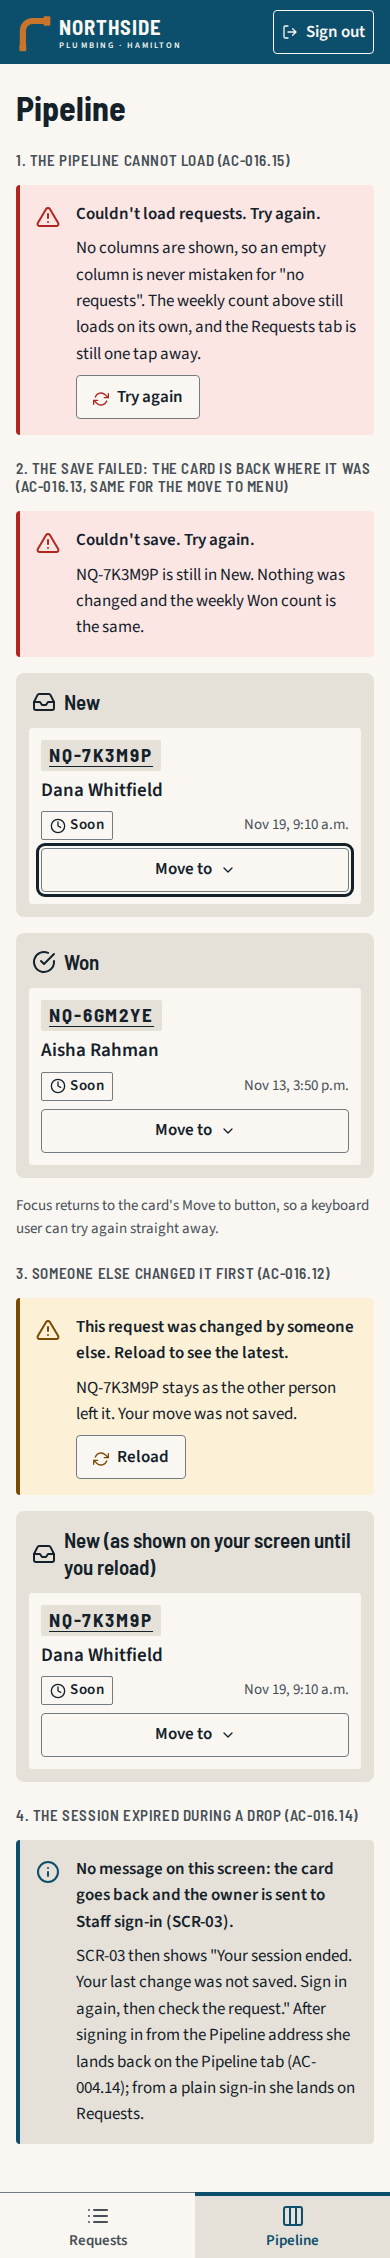 NORTHSIDE
PLUMBING · HAMILTON
Sign out
Pipeline
1. THE PIPELINE CANNOT LOAD (AC-016.15)
Couldn't load requests. Try again.
No columns are shown, so an empty
column is never mistaken for "no
requests". The weekly count above still
loads on its own, and the Requests tab is
still one tap away.
Try again
2. THE SAVE FAILED: THE CARD IS BACK WHERE IT WAS
(AC-016.13, SAME FOR THE MOVE TO MENU)
Couldn't save. Try again.
NQ-7K3M9P is still in New. Nothing was
changed and the weekly Won count is
the same.
New
NQ-7K3M9P
Dana Whitfield
Soon
Nov 19, 9:10 a.m.
Move to
Won
NQ-6GM2YE
Aisha Rahman
Soon
Nov 13, 3:50 p.m.
Move to
Focus returns to the card's Move to button, so a keyboard
user can try again straight away.
3. SOMEONE ELSE CHANGED IT FIRST (AC-016.12)
This request was changed by someone
else. Reload to see the latest.
NQ-7K3M9P stays as the other person
left it. Your move was not saved.
Reload
New (as shown on your screen until
you reload)
NQ-7K3M9P
Dana Whitfield
Soon
Nov 19, 9:10 a.m.
Move to
4. THE SESSION EXPIRED DURING A DROP (AC-016.14)
No message on this screen: the card
goes back and the owner is sent to
Staff sign-in (SCR-03).
SCR-03 then shows "Your session ended.
Your last change was not saved. Sign in
again, then check the request." After
signing in from the Pipeline address she
lands back on the Pipeline tab (AC-
004.14); from a plain sign-in she lands on
Requests.
Requests
Pipeline